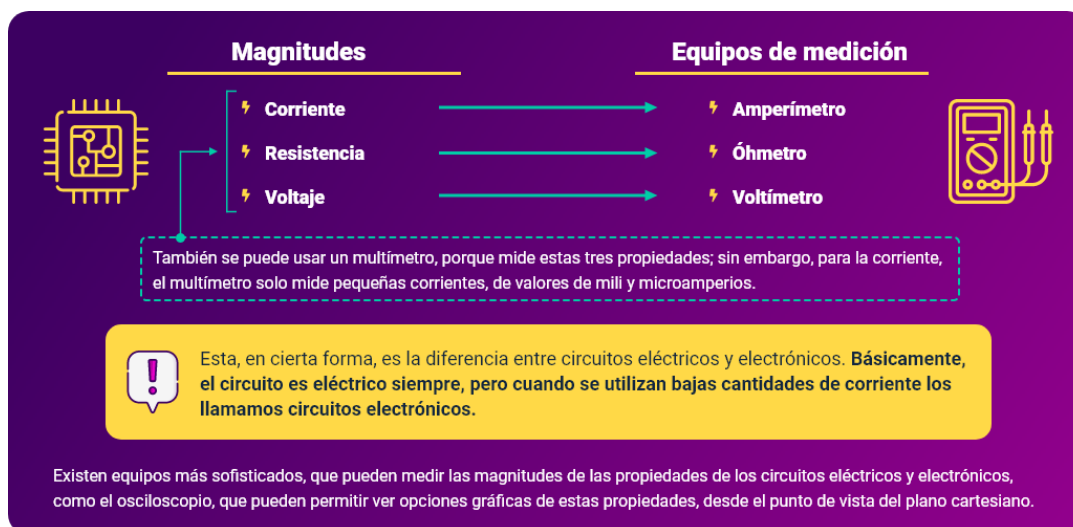 Magnitudes
Equipos de medición
Corriente
Amperímetro
Resistencia
Óhmetro
Voltaje
Voltímetro
También se puede usar un multímetro, porque mide estas tres propiedades; sin embargo, para la corriente,
el multímetro solo mide pequeñas corrientes, de valores de mili y microamperios.
Esta, en cierta forma, es la diferencia entre circuitos eléctricos y electrónicos. Básicamente,
el circuito es eléctrico siempre, pero cuando se utilizan bajas cantidades de corriente los
llamamos circuitos electrónicos.
Existen equipos más sofisticados, que pueden medir las magnitudes de las propiedades de los circuitos eléctricos y electrónicos,
como el osciloscopio, que pueden permitir ver opciones gráficas de estas propiedades, desde el punto de vista del plano cartesiano.